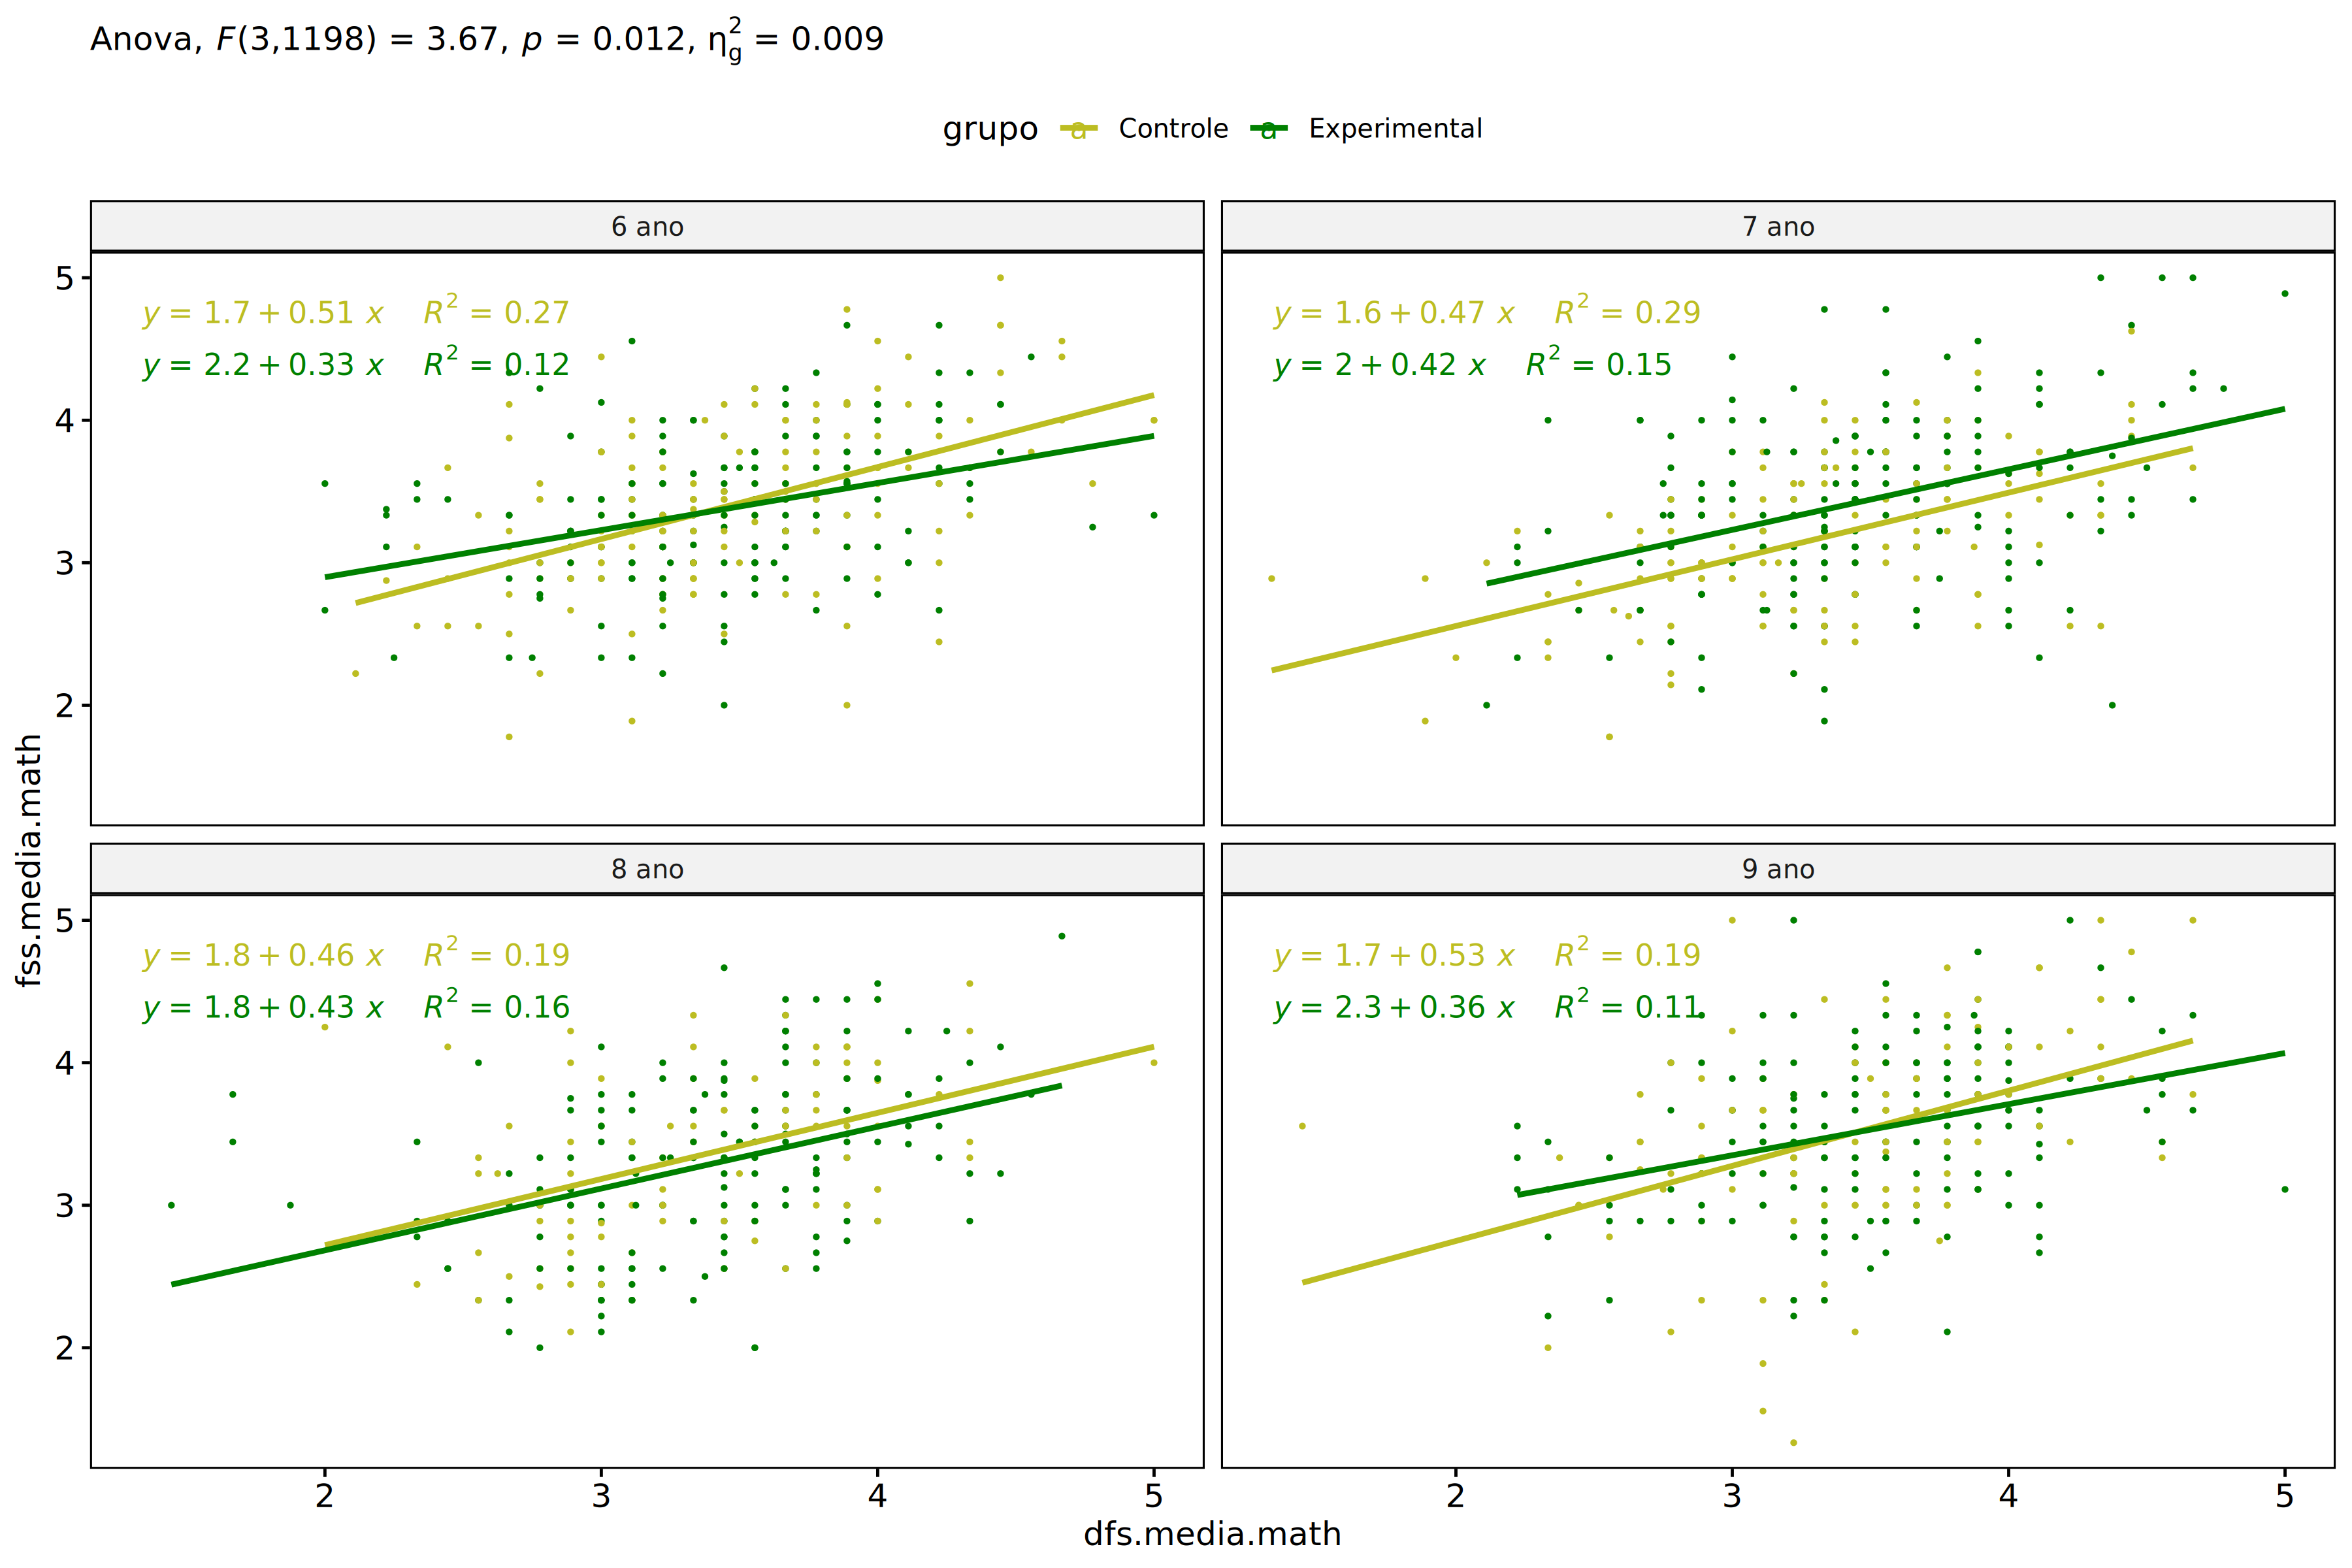 Anova, F(3,1198) = 3.67, p = 0.012, η²g = 0.009
grupo a Controle a Experimental
6 ano
7 ano
5
4
3
2
y = 1.7 + 0.51 x R² = 0.27
y = 2.2 + 0.33 x R² = 0.12
y = 1.6 + 0.47 x R² = 0.29
y = 2 + 0.42 x R² = 0.15
fss.media.math
8 ano
9 ano
5
4
3
2
y = 1.8 + 0.46 x R² = 0.19
y = 1.8 + 0.43 x R² = 0.16
y = 1.7 + 0.53 x R² = 0.19
y = 2.3 + 0.36 x R² = 0.11
2 3 4 5
2 3 4 5
dfs.media.math